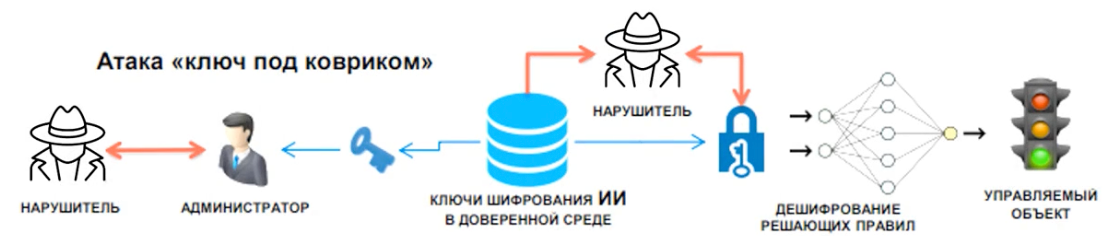 Атака «ключ под ковриком»
НАРУШИТЕЛЬ
НАРУШИТЕЛЬ
АДМИНИСТРАТОР
КЛЮЧИ ШИФРОВАНИЯ ИИ
В ДОВЕРЕННОЙ СРЕДЕ
ДЕШИФРОВАНИЕ
РЕШАЮЩИХ ПРАВИЛ
УПРАВЛЯЕМЫЙ
ОБЪЕКТ